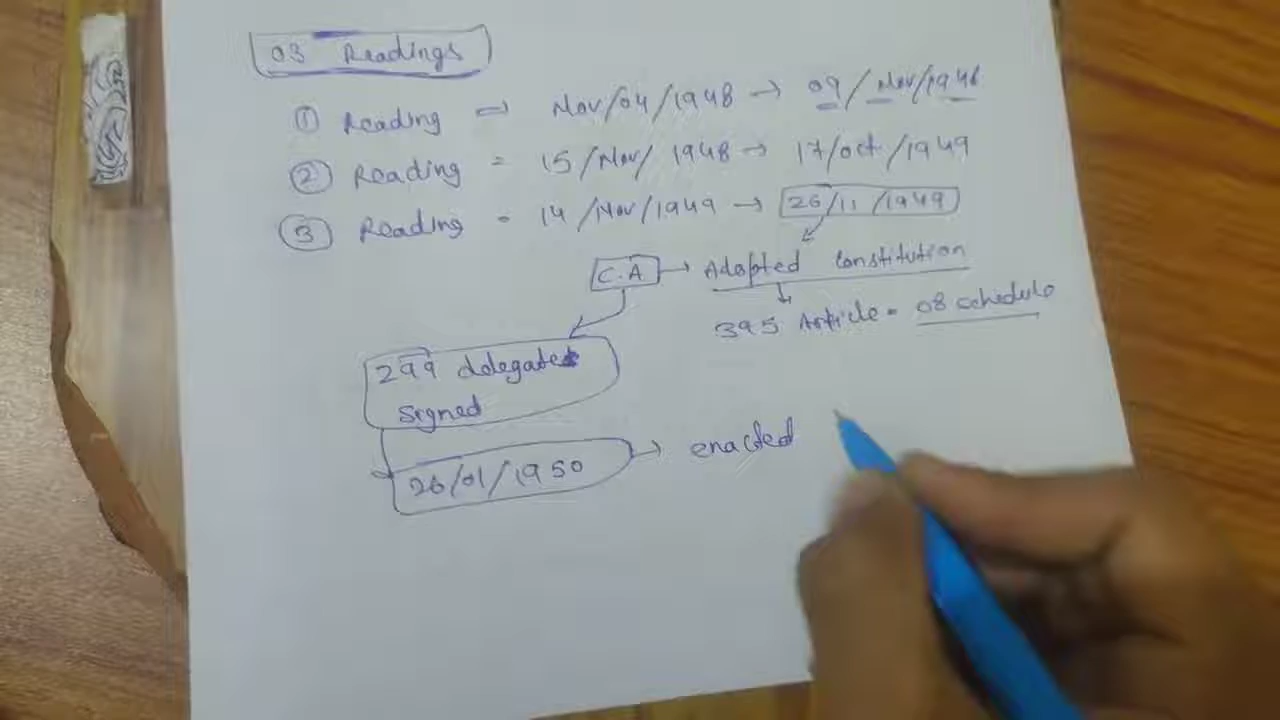 03 Readings
① Reading ⇒ Nov/04/1948 → 09/Nov/1948
② Reading = 15/Nov/1948 → 17/oct/1949
③ Reading = 14/Nov/1949 → 26/11/1949
C.A → Adopted Constitution
395 Article = 08 schedule
299 delegates
signed
26/01/1950 → enacted